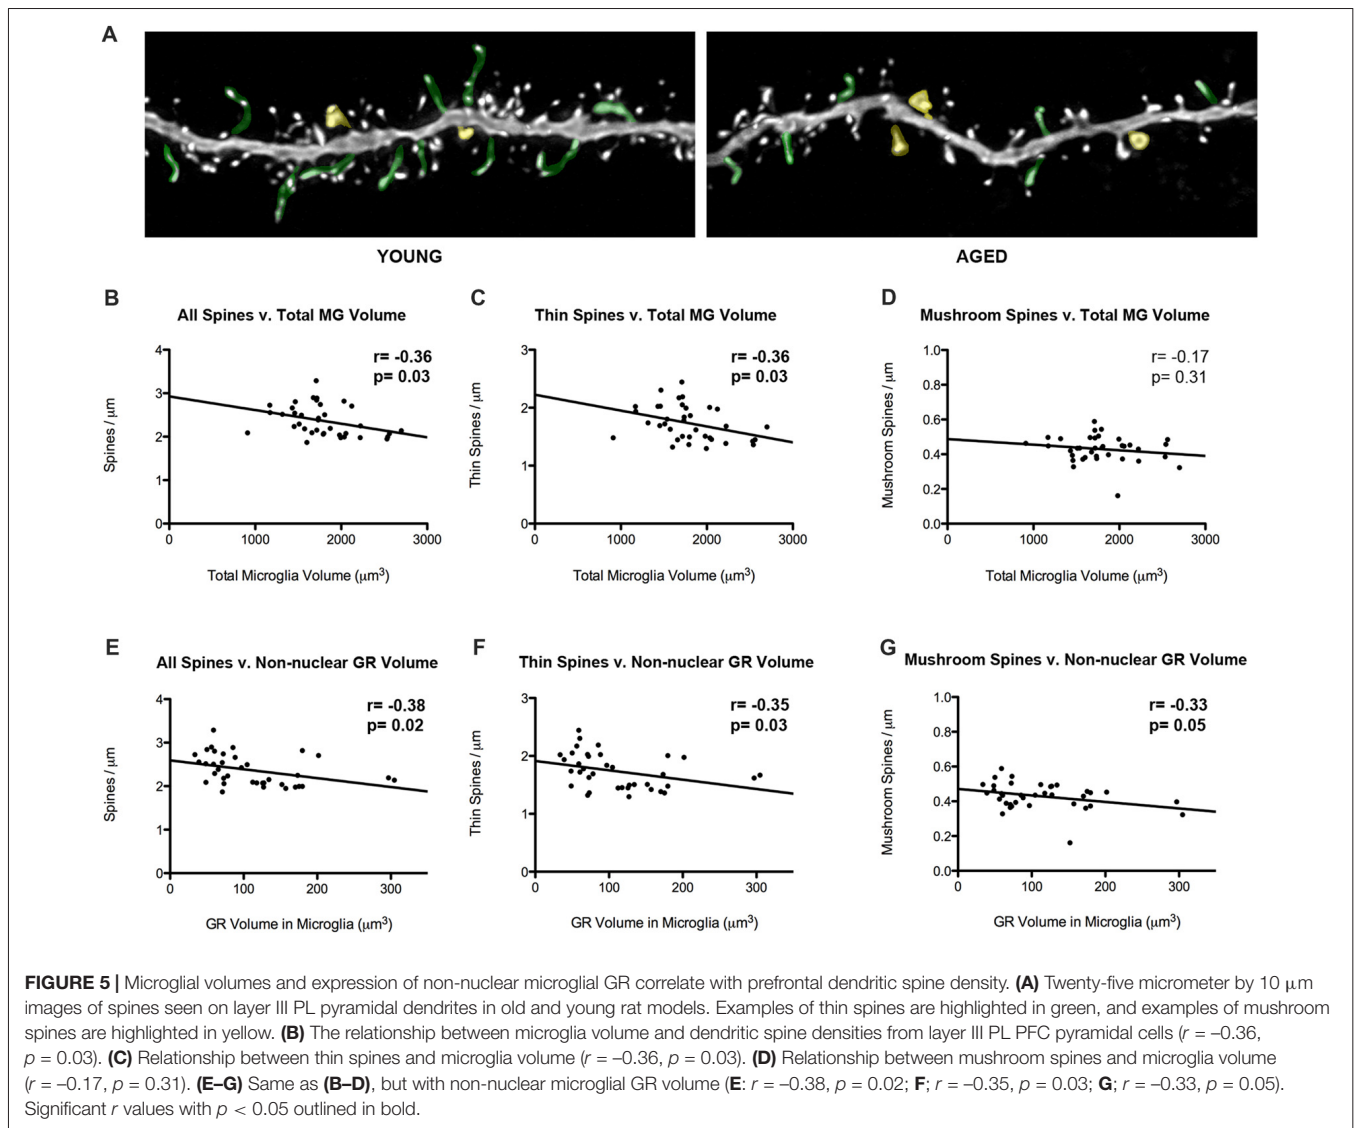 A
YOUNG
AGED
B
All Spines v. Total MG Volume
r= -0.36
p= 0.03
4
3
2
1
0
Spines / μm
0
1000
2000
3000
Total Microglia Volume (μm³)
C
Thin Spines v. Total MG Volume
r= -0.36
p= 0.03
3
2
1
0
Thin Spines / μm
0
1000
2000
3000
Total Microglia Volume (μm³)
D
Mushroom Spines v. Total MG Volume
r= -0.17
p= 0.31
1.0
0.8
0.6
0.4
0.2
0.0
Mushroom Spines / μm
0
1000
2000
3000
Total Microglia Volume (μm³)
E
All Spines v. Non-nuclear GR Volume
r= -0.38
p= 0.02
4
3
2
1
0
Spines / μm
0
100
200
300
GR Volume in Microglia (μm³)
F
Thin Spines v. Non-nuclear GR Volume
r= -0.35
p= 0.03
3
2
1
0
Thin Spines / μm
0
100
200
300
GR Volume in Microglia (μm³)
G
Mushroom Spines v. Non-nuclear GR Volume
r= -0.33
p= 0.05
1.0
0.8
0.6
0.4
0.2
0.0
Mushroom Spines / μm
0
100
200
300
GR Volume in Microglia (μm³)
FIGURE 5 | Microglial volumes and expression of non-nuclear microglial GR correlate with prefrontal dendritic spine density. (A) Twenty-five micrometer by 10 μm
images of spines seen on layer III PL pyramidal dendrites in old and young rat models. Examples of thin spines are highlighted in green, and examples of mushroom
spines are highlighted in yellow. (B) The relationship between microglia volume and dendritic spine densities from layer III PL PFC pyramidal cells (r = –0.36,
p = 0.03). (C) Relationship between thin spines and microglia volume (r = –0.36, p = 0.03). (D) Relationship between mushroom spines and microglia volume
(r = –0.17, p = 0.31). (E–G) Same as (B–D), but with non-nuclear microglial GR volume (E: r = –0.38, p = 0.02; F; r = –0.35, p = 0.03; G; r = –0.33, p = 0.05).
Significant r values with p < 0.05 outlined in bold.